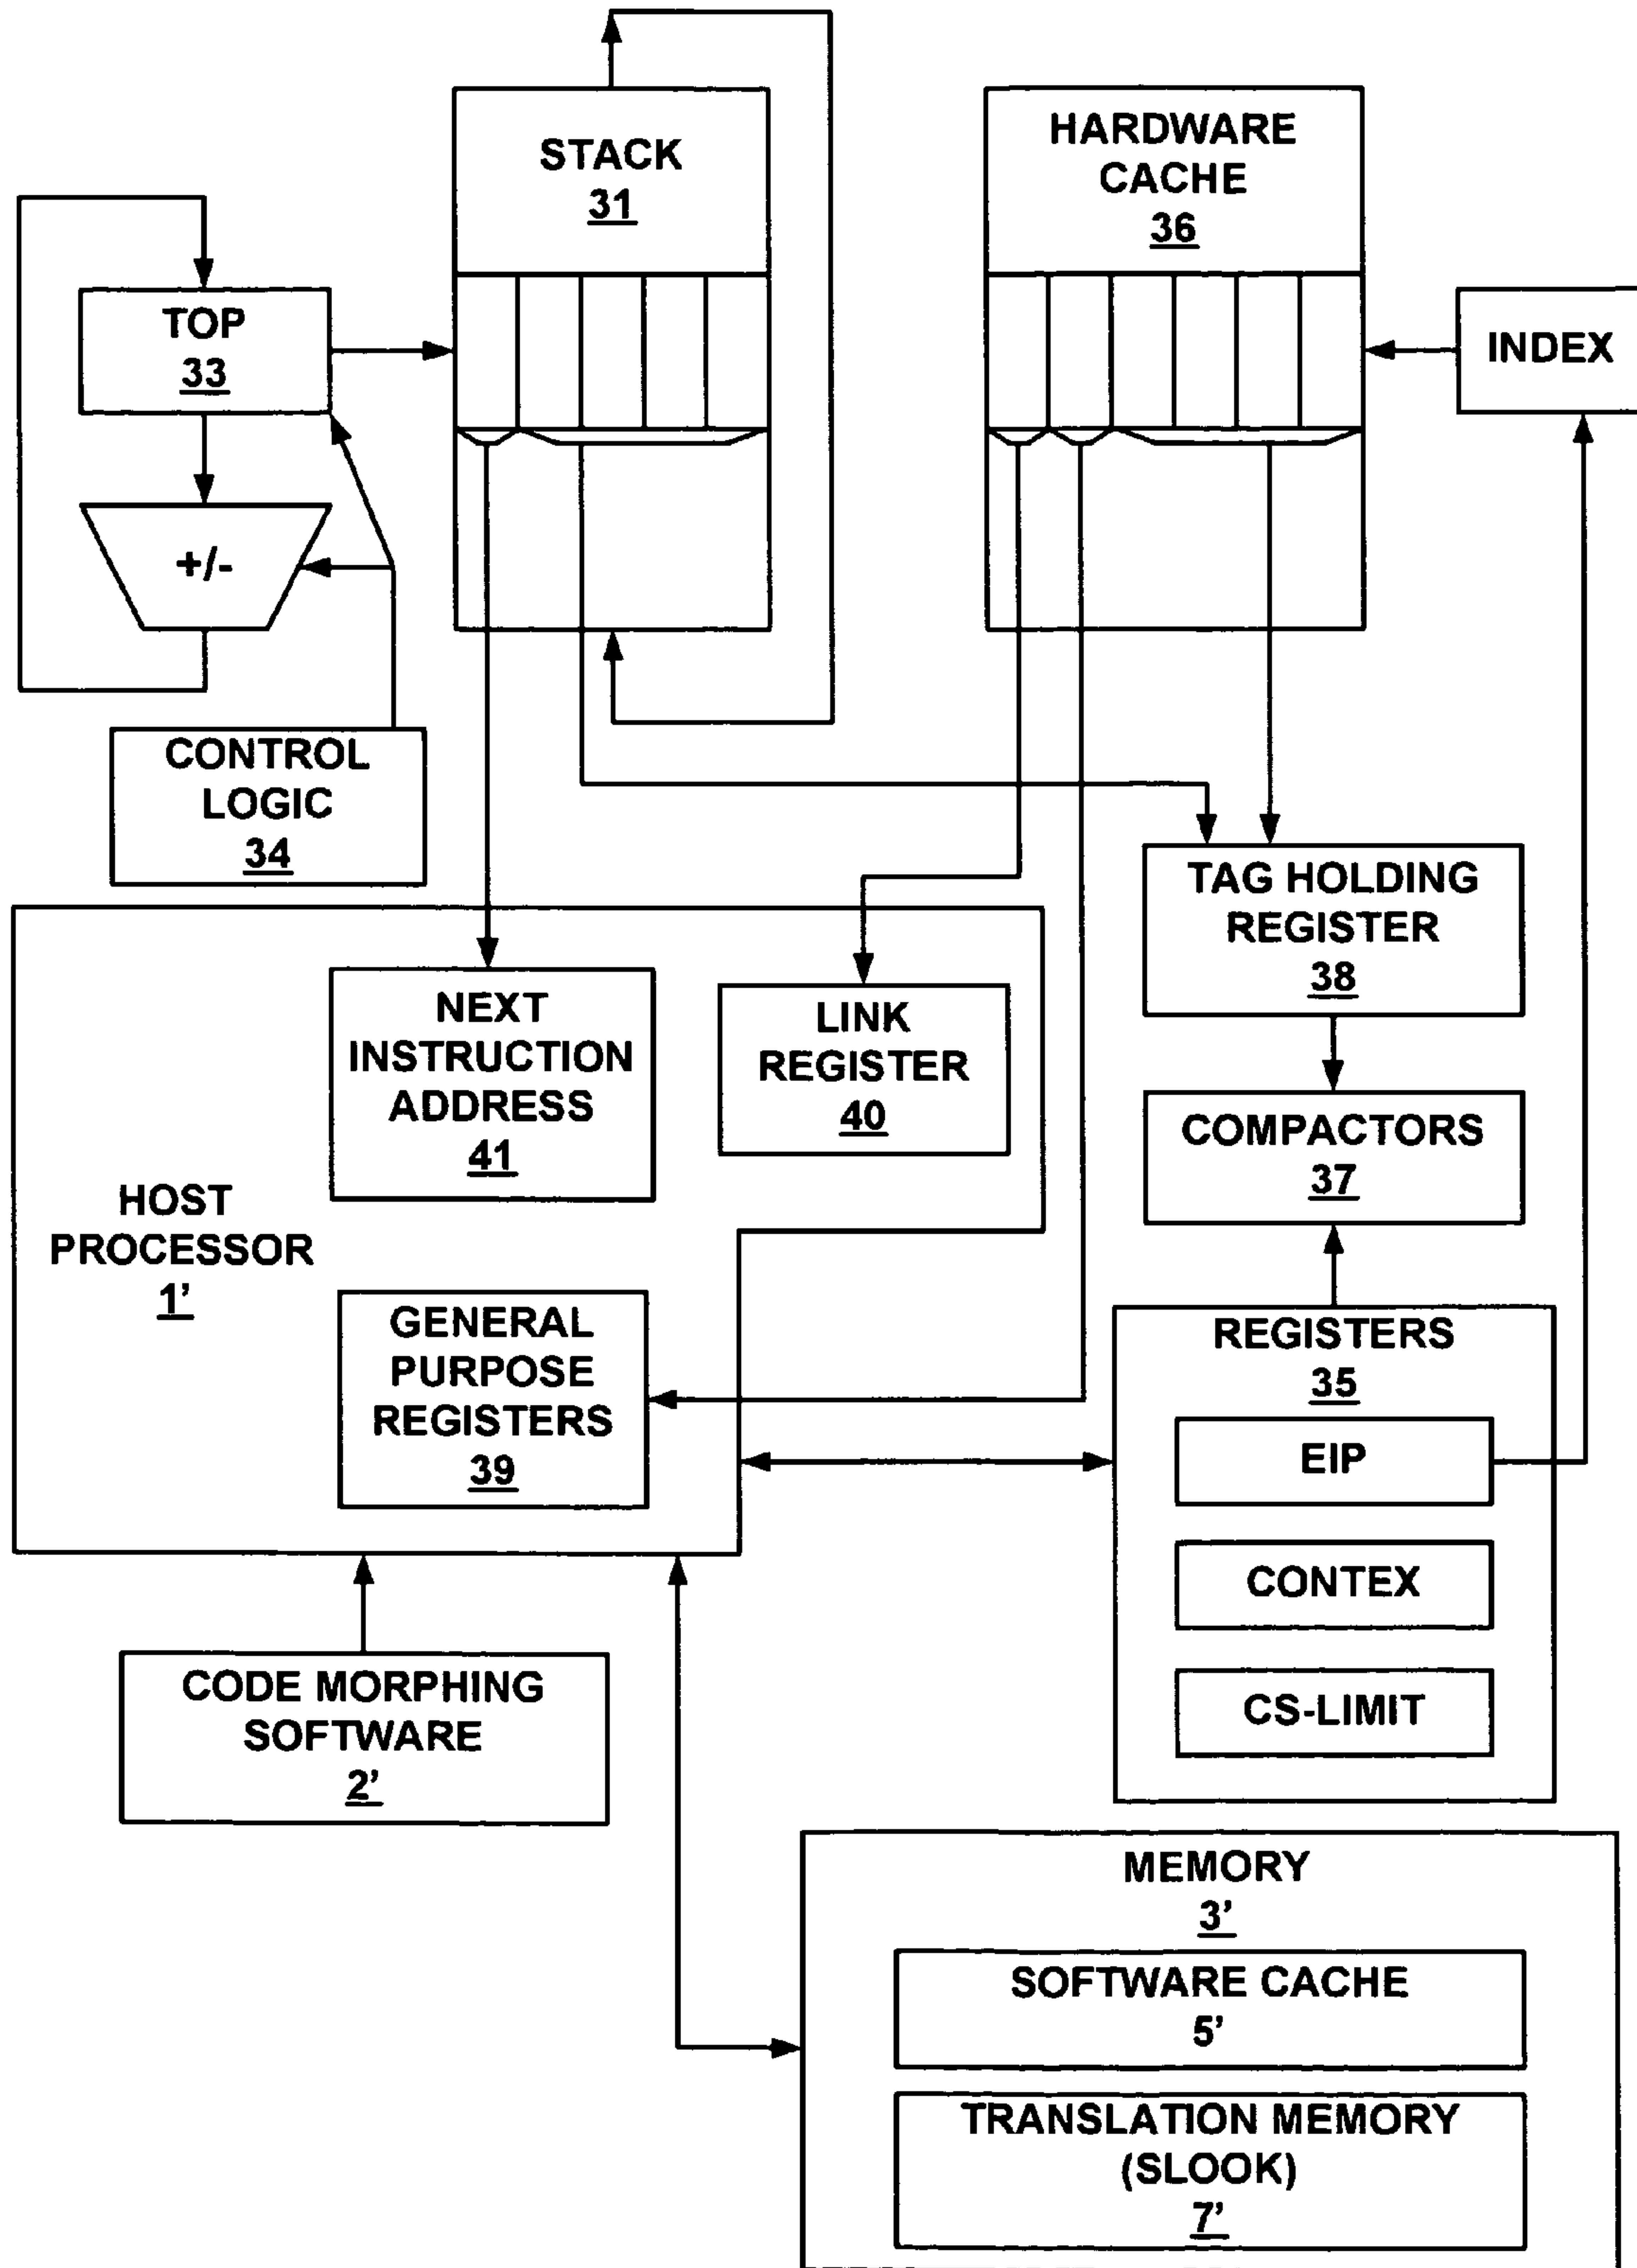 STACK
31
HARDWARE
CACHE
36
TOP
33
INDEX
+/-
CONTROL
LOGIC
34
TAG HOLDING
REGISTER
38
NEXT
INSTRUCTION
ADDRESS
41
LINK
REGISTER
40
COMPACTORS
37
HOST
PROCESSOR
1'
GENERAL
PURPOSE
REGISTERS
39
REGISTERS
35
EIP
CONTEX
CS-LIMIT
CODE MORPHING
SOFTWARE
2'
MEMORY
3'
SOFTWARE CACHE
5'
TRANSLATION MEMORY
(SLOOK)
7'